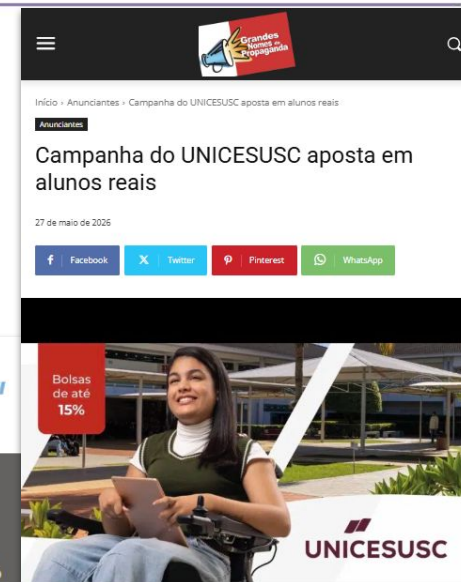 Grandes
Nomes da
Propaganda
Início › Anunciantes › Campanha do UNICESUSC aposta em alunos reais
Anunciantes
Campanha do UNICESUSC aposta em
alunos reais
27 de maio de 2026
Facebook
Twitter
Pinterest
WhatsApp
Bolsas
de até
15%
UNICESUSC